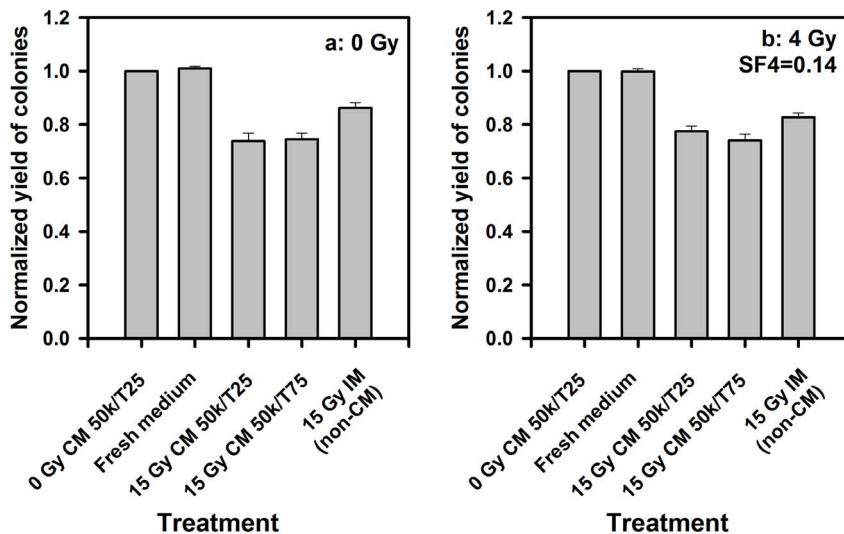 1.2
1.0
0.8
0.6
0.4
0.2
0.0
Normalized yield of colonies
a: 0 Gy
0 Gy CM 50k/T25
Fresh medium
15 Gy CM 50k/T25
15 Gy CM 50k/T75
15 Gy IM
(non-CM)
Treatment
1.2
1.0
0.8
0.6
0.4
0.2
0.0
Normalized yield of colonies
b: 4 Gy
SF4=0.14
0 Gy CM 50k/T25
Fresh medium
15 Gy CM 50k/T25
15 Gy CM 50k/T75
15 Gy IM
(non-CM)
Treatment